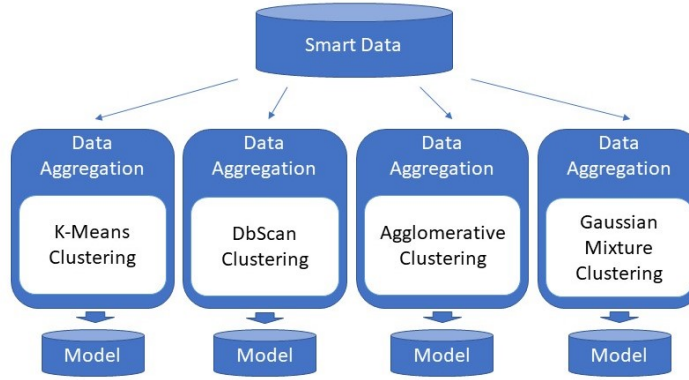 Smart Data
Data
Aggregation
K-Means
Clustering
Model
Data
Aggregation
DbScan
Clustering
Model
Data
Aggregation
Agglomerative
Clustering
Model
Data
Aggregation
Gaussian
Mixture
Clustering
Model